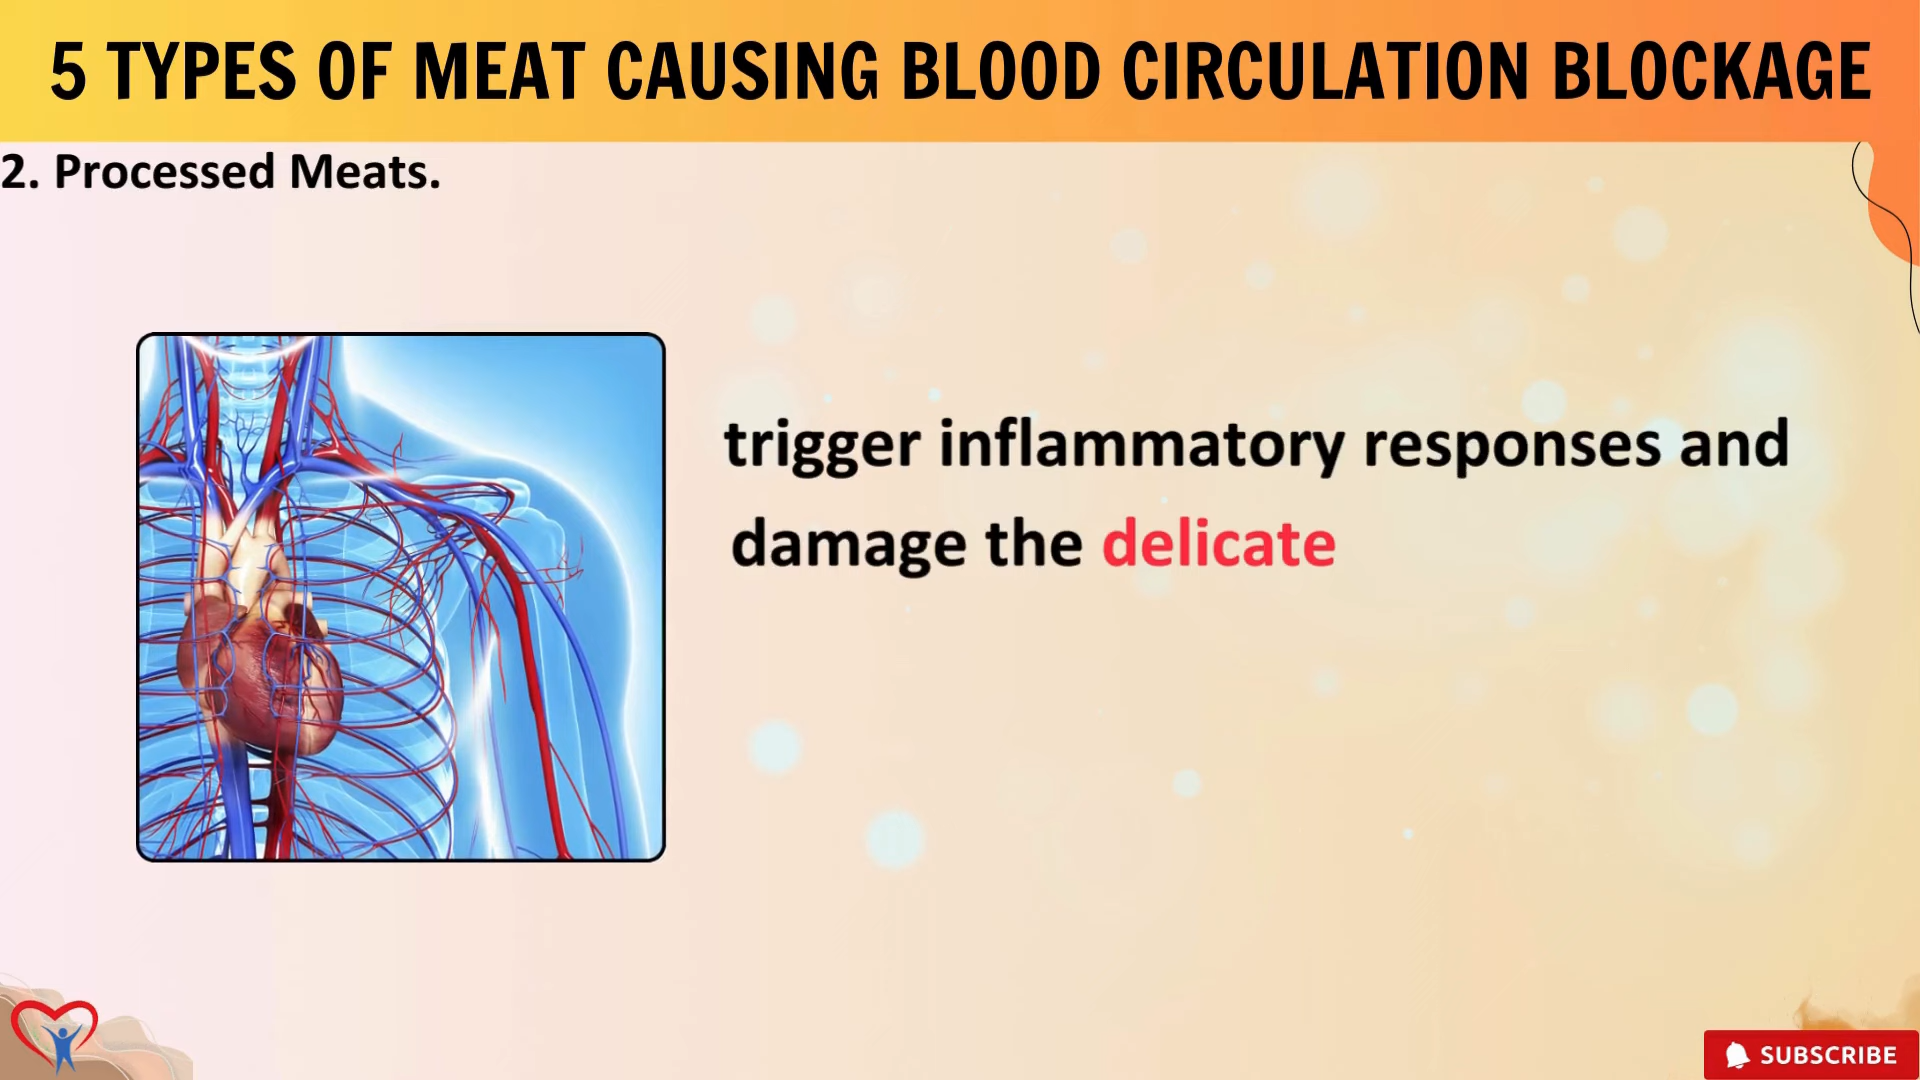 5 TYPES OF MEAT CAUSING BLOOD CIRCULATION BLOCKAGE
2. Processed Meats.
trigger inflammatory responses and
damage the delicate
SUBSCRIBE